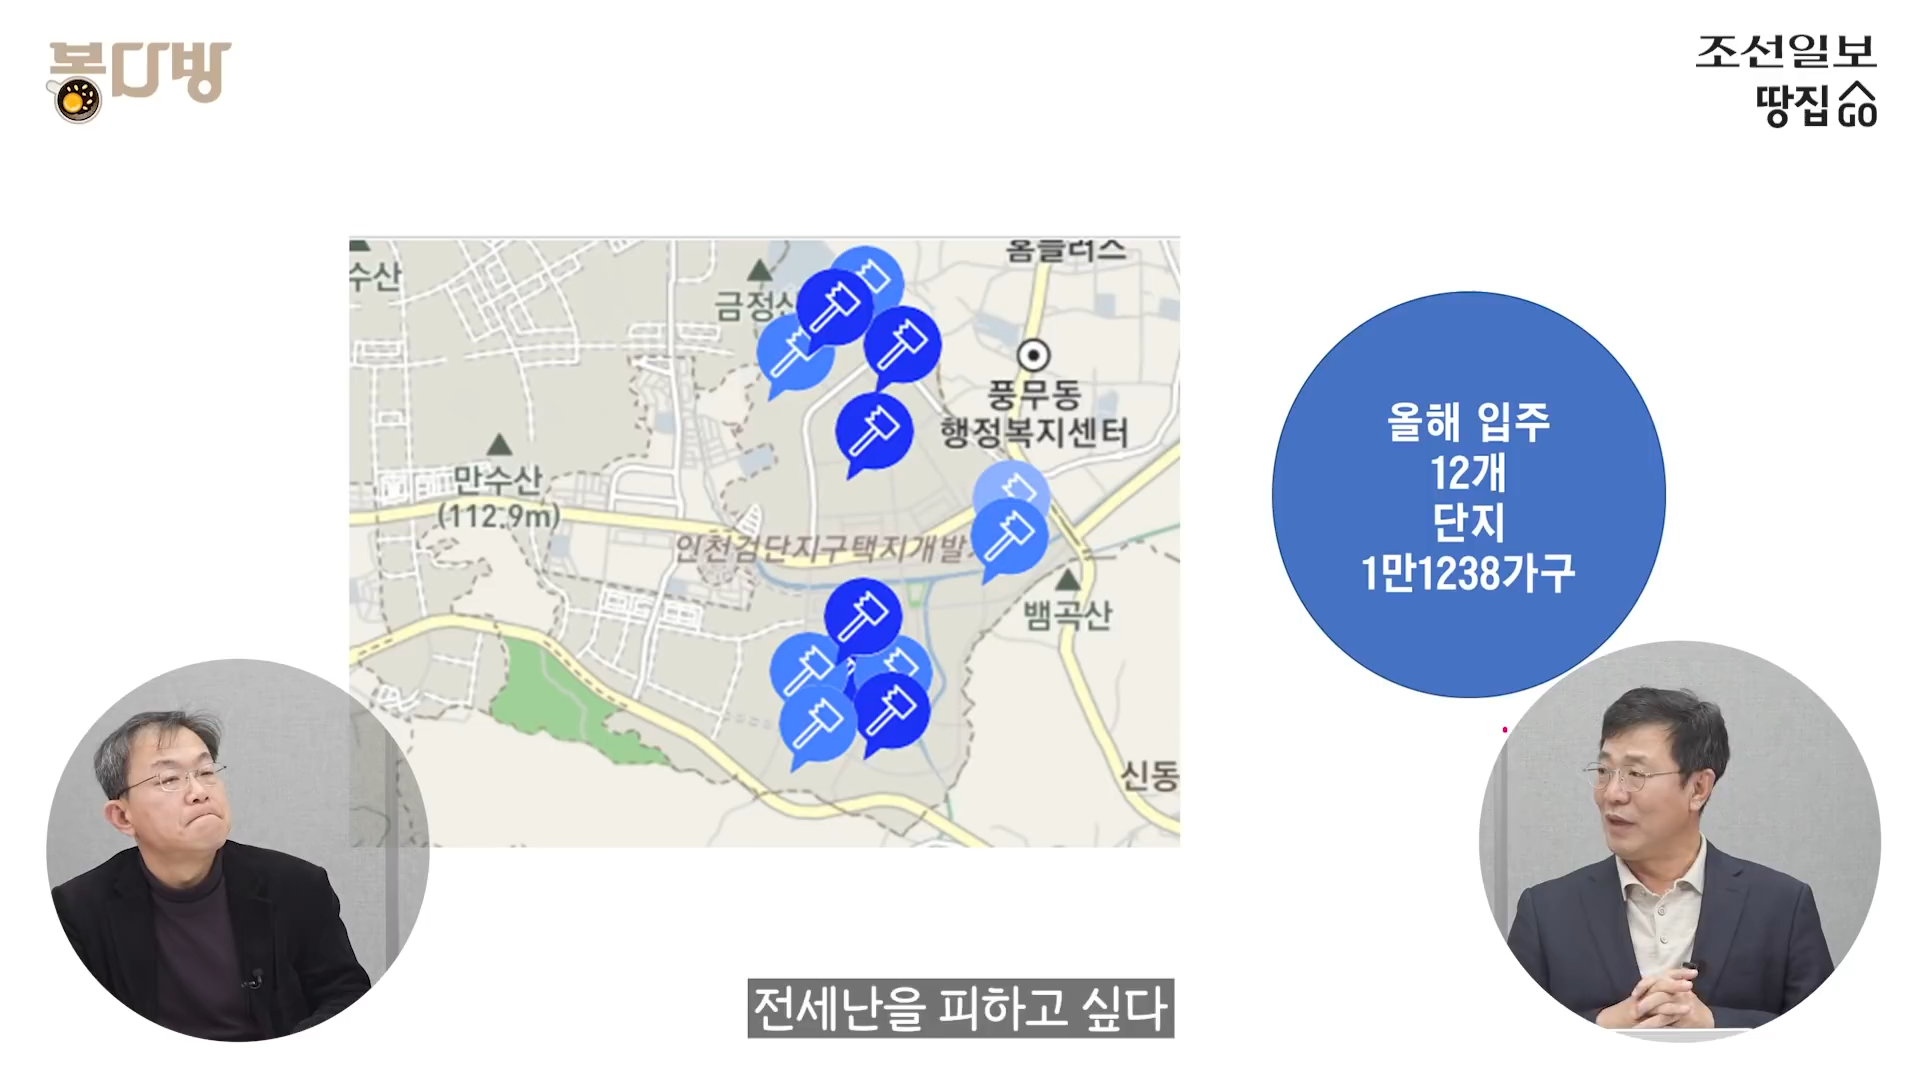 봉다방
조선일보
땅집GO
홈플러스
수산
금정산
풍무동
행정복지센터
만수산
(112.9m)
인천검단지구택지개발
뱀곡산
신동
올해 입주
12개
단지
1만1238가구
전세난을 피하고 싶다